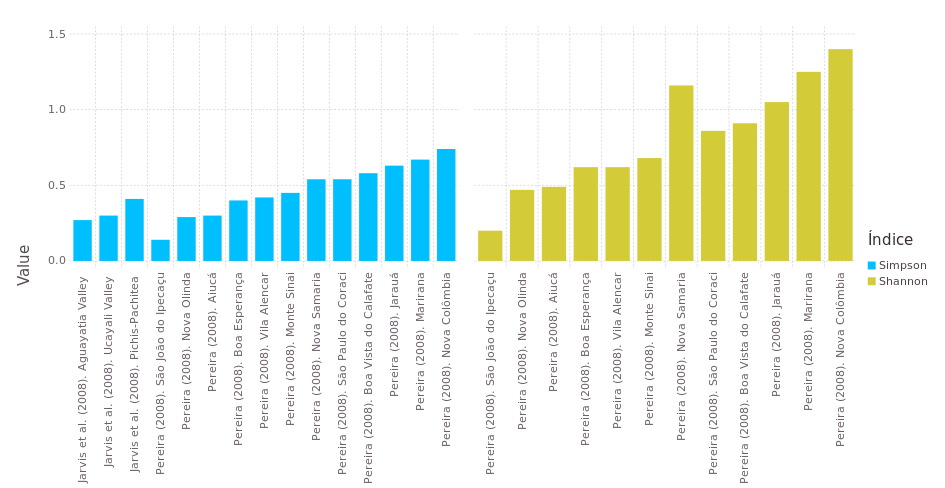 1.5
1.0
0.5
0.0
Value
Jarvis et al. (2008). Aguayatia Valley
Jarvis et al. (2008). Ucayali Valley
Jarvis et al. (2008). Pichis-Pachitea
Pereira (2008). São João do Ipecaçu
Pereira (2008). Nova Olinda
Pereira (2008). Aiucá
Pereira (2008). Boa Esperança
Pereira (2008). Vila Alencar
Pereira (2008). Monte Sinai
Pereira (2008). Nova Samaria
Pereira (2008). São Paulo do Coraci
Pereira (2008). Boa Vista do Calafate
Pereira (2008). Jarauá
Pereira (2008). Marirana
Pereira (2008). Nova Colômbia
Pereira (2008). São João do Ipecaçu
Pereira (2008). Nova Olinda
Pereira (2008). Aiucá
Pereira (2008). Boa Esperança
Pereira (2008). Vila Alencar
Pereira (2008). Monte Sinai
Pereira (2008). Nova Samaria
Pereira (2008). São Paulo do Coraci
Pereira (2008). Boa Vista do Calafate
Pereira (2008). Jarauá
Pereira (2008). Marirana
Pereira (2008). Nova Colômbia
Índice
Simpson
Shannon